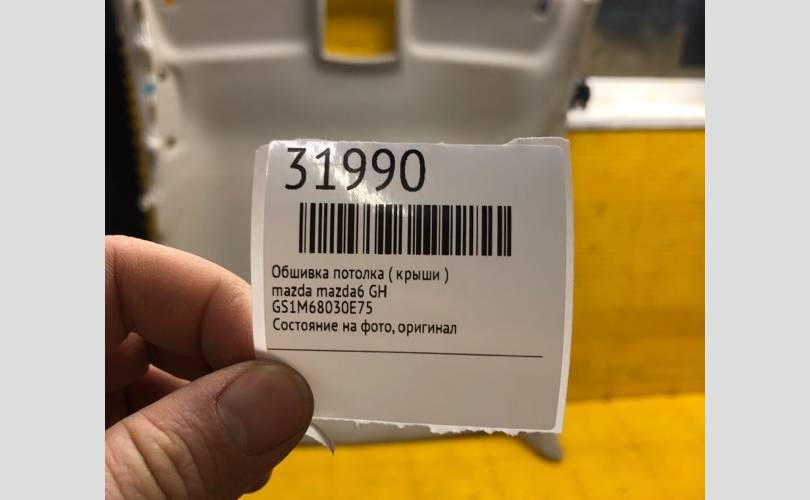 31990
Обшивка потолка ( крыши )
mazda mazda6 GH
GS1M68030E75
Состояние на фото, оригинал